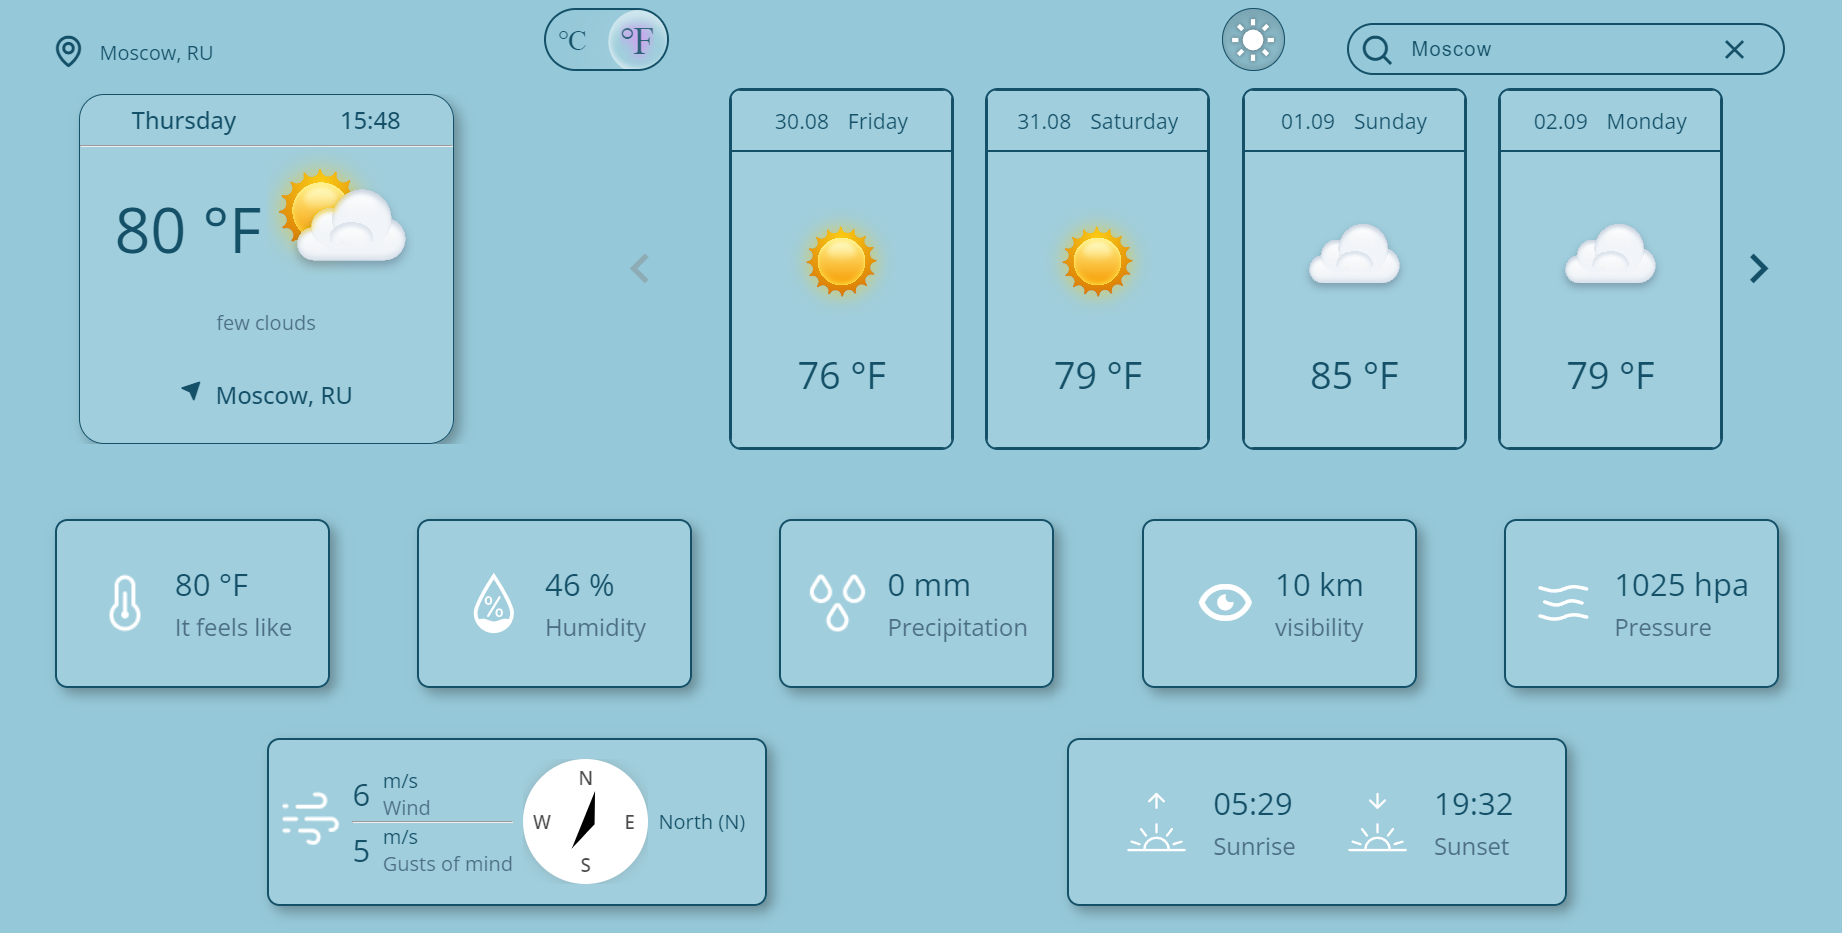 Moscow, RU
°C °F
Moscow
Thursday 15:48
80 °F
few clouds
Moscow, RU
30.08 Friday
76 °F
31.08 Saturday
79 °F
01.09 Sunday
85 °F
02.09 Monday
79 °F
80 °F
It feels like
46 %
Humidity
%
0 mm
Precipitation
10 km
visibility
1025 hpa
Pressure
6 m/s
Wind
5 m/s
Gusts of mind
N
W E
S
North (N)
05:29
Sunrise
19:32
Sunset